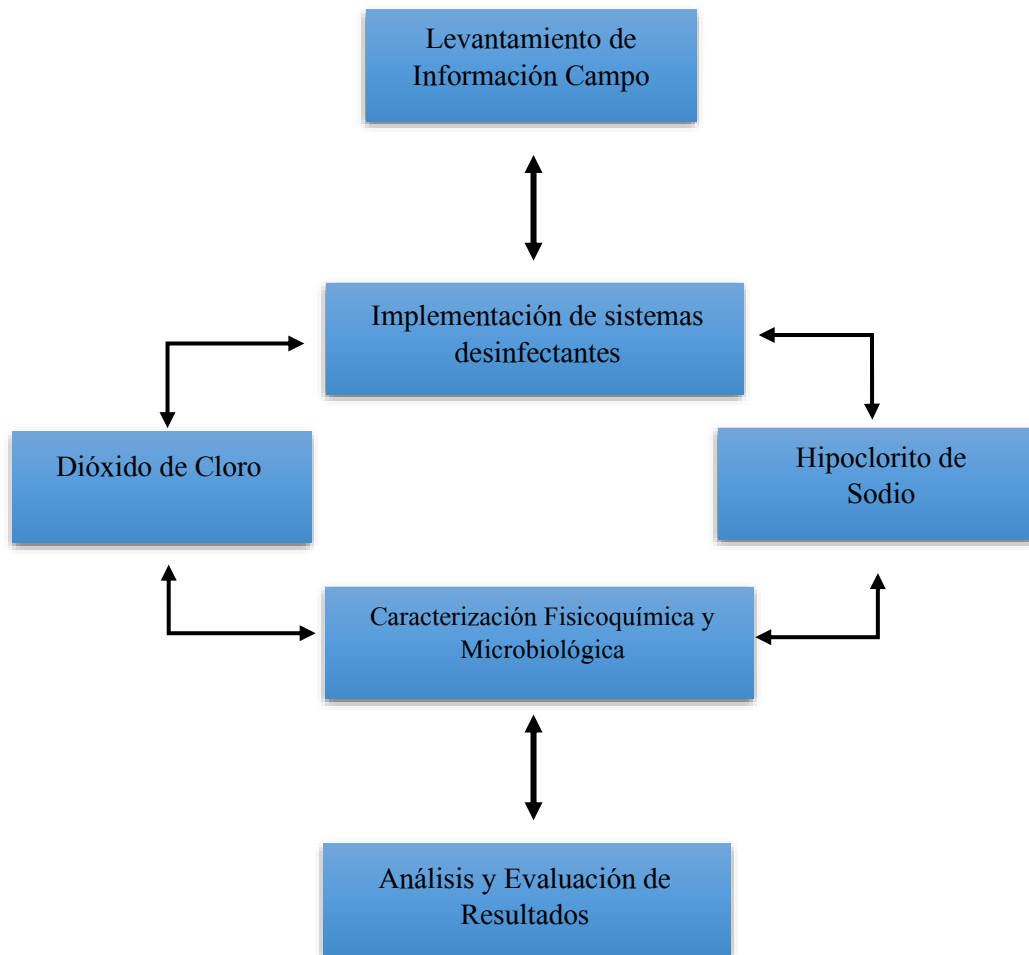 Levantamiento de
Información Campo
Implementación de sistemas
desinfectantes
Dióxido de Cloro
Hipoclorito de
Sodio
Caracterización Fisicoquímica y
Microbiológica
Análisis y Evaluación de
Resultados